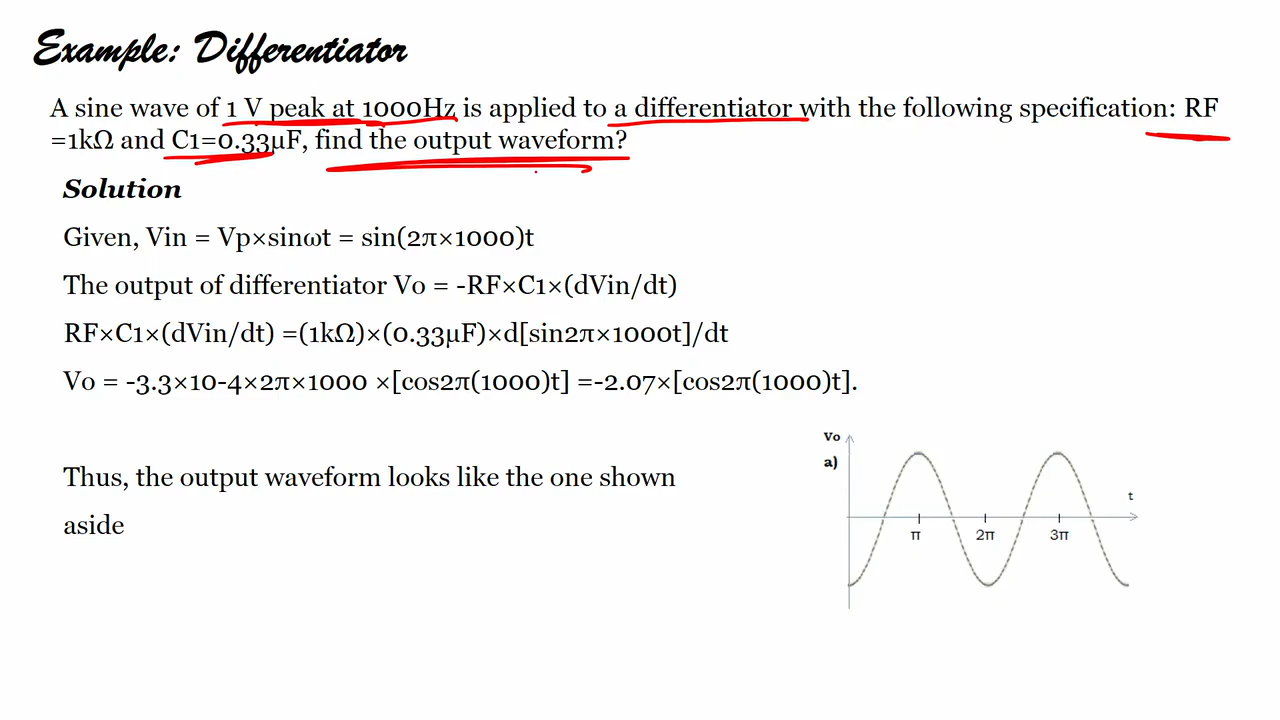 Example: Differentiator
A sine wave of 1 V peak at 1000Hz is applied to a differentiator with the following specification: RF
=1kΩ and C1=0.33µF, find the output waveform?
Solution
Given, Vin = Vp×sinωt = sin(2π×1000)t
The output of differentiator Vo = -RF×C1×(dVin/dt)
RF×C1×(dVin/dt) =(1kΩ)×(0.33µF)×d[sin2π×1000t]/dt
Vo = -3.3×10-4×2π×1000 ×[cos2π(1000)t] =-2.07×[cos2π(1000)t].
Thus, the output waveform looks like the one shown
aside
Vo
a)
t
π 2π 3π